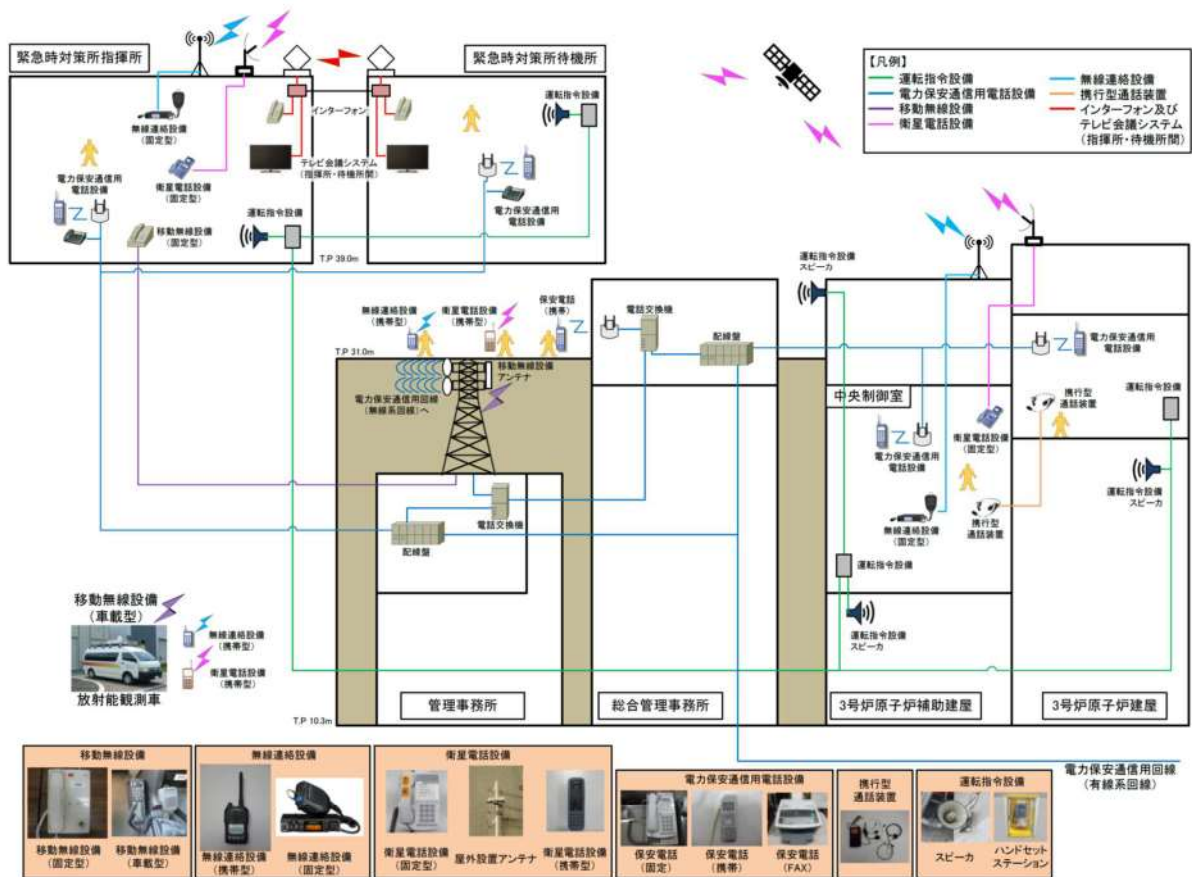 緊急時対策所指揮所
緊急時対策所待機所
【凡例】
運転指令設備
電力保安通信用電話設備
移動無線設備
衛星電話設備
無線連絡設備
携行型通話装置
インターフォン及び
テレビ会議システム
(指揮所・待機所間)
無線連絡設備
(固定型)
インターフォン
運転指令設備
電力保安通信用
電話設備
衛星電話設備
(固定型)
テレビ会議システム
(指揮所・待機所間)
移動無線設備
(固定型)
運転指令設備
電力保安通信用
電話設備
T.P 39.0m
運転指令設備
スピーカ
無線連絡設備
(携帯型)
衛星電話設備
(携帯型)
保安電話
(携帯)
電話交換機
配線盤
電力保安通信用
電話設備
T.P 31.0m
移動無線設備
アンテナ
電力保安通信用回線
(無線系回線)へ
中央制御室
携行型
通話装置
運転指令設備
衛星電話設備
(固定型)
電力保安通信用
電話設備
運転指令設備
スピーカ
電話交換機
配線盤
無線連絡設備
(固定型)
携行型
通話装置
運転指令設備
運転指令設備
スピーカ
移動無線設備
(車載型)
無線連絡設備
(携帯型)
衛星電話設備
(携帯型)
放射能観測車
管理事務所
総合管理事務所
3号炉原子炉補助建屋
3号炉原子炉建屋
T.P 10.3m
電力保安通信用回線
(有線系回線)
移動無線設備
移動無線設備
(固定型)
移動無線設備
(車載型)
無線連絡設備
無線連絡設備
(携帯型)
無線連絡設備
(固定型)
衛星電話設備
衛星電話設備
(固定型)
屋外設置アンテナ
衛星電話設備
(携帯型)
電力保安通信用電話設備
保安電話
(固定)
保安電話
(携帯)
保安電話
(FAX)
携行型
通話装置
運転指令設備
スピーカ
ハンドセット
ステーション